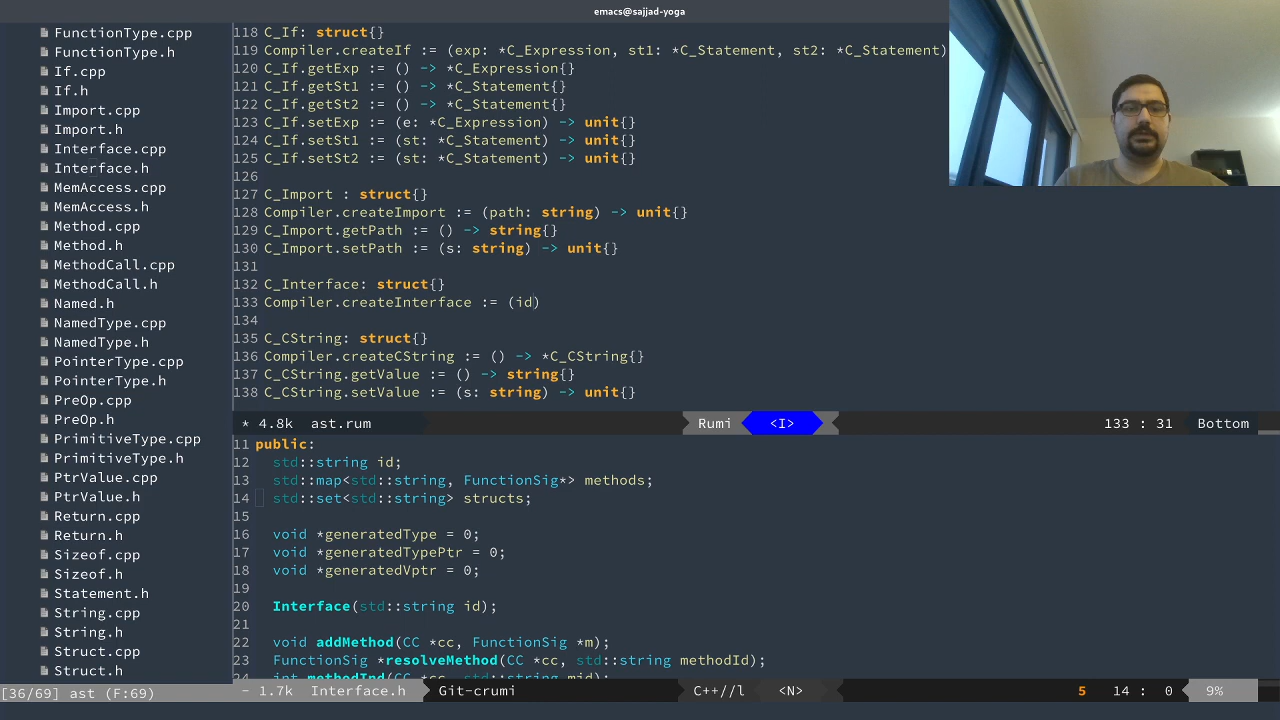 emacs@sajjad-yoga
FunctionType.cpp
FunctionType.h
If.cpp
If.h
Import.cpp
Import.h
Interface.cpp
Interface.h
MemAccess.cpp
MemAccess.h
Method.cpp
Method.h
MethodCall.cpp
MethodCall.h
Named.h
NamedType.cpp
NamedType.h
PointerType.cpp
PointerType.h
PreOp.cpp
PreOp.h
PrimitiveType.cpp
PrimitiveType.h
PtrValue.cpp
PtrValue.h
Return.cpp
Return.h
Sizeof.cpp
Sizeof.h
Statement.h
String.cpp
String.h
Struct.cpp
Struct.h
[36/69] ast (F:69)
118 C_If: struct{}
119 Compiler.createIf := (exp: *C_Expression, st1: *C_Statement, st2: *C_Statement)
120 C_If.getExp := () -> *C_Expression{}
121 C_If.getSt1 := () -> *C_Statement{}
122 C_If.getSt2 := () -> *C_Statement{}
123 C_If.setExp := (e: *C_Expression) -> unit{}
124 C_If.setSt1 := (st: *C_Statement) -> unit{}
125 C_If.setSt2 := (st: *C_Statement) -> unit{}
126
127 C_Import : struct{}
128 Compiler.createImport := (path: string) -> unit{}
129 C_Import.getPath := () -> string{}
130 C_Import.setPath := (s: string) -> unit{}
131
132 C_Interface: struct{}
133 Compiler.createInterface := (id)
134
135 C_CString: struct{}
136 Compiler.createCString := () -> *C_CString{}
137 C_CString.getValue := () -> string{}
138 C_CString.setValue := (s: string) -> unit{}
* 4.8k ast.rum Rumi <I> 133 : 31 Bottom
11 public:
12 std::string id;
13 std::map<std::string, FunctionSig*> methods;
14 std::set<std::string> structs;
15
16 void *generatedType = 0;
17 void *generatedTypePtr = 0;
18 void *generatedVptr = 0;
19
20 Interface(std::string id);
21
22 void addMethod(CC *cc, FunctionSig *m);
23 FunctionSig *resolveMethod(CC *cc, std::string methodId);
24 int methodInd(CC *cc, std::string mid);
- 1.7k Interface.h Git-crumi C++//l <N> 5 14 : 0 9%